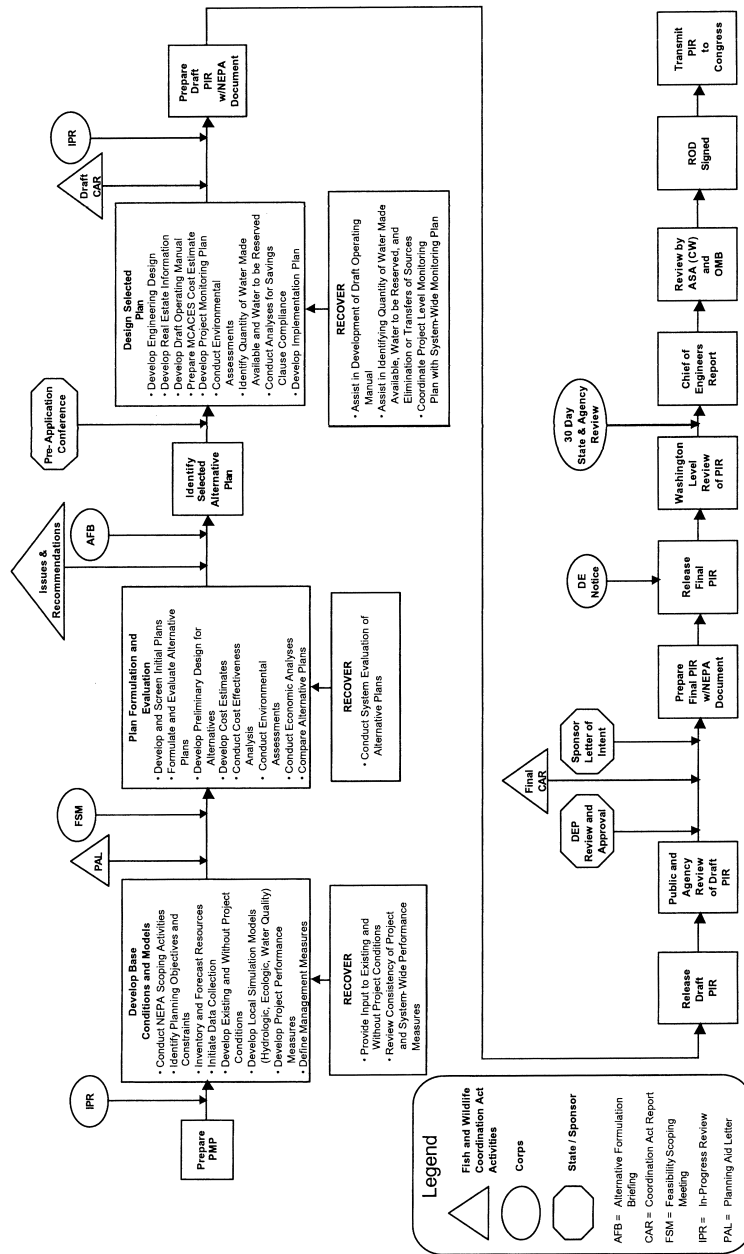 IPR
Prepare
PMP
Develop Base
Conditions and Models
• Conduct NEPA Scoping Activities
• Identify Planning Objectives and
Constraints
• Inventory and Forecast Resources
• Initiate Data Collection
• Develop Existing and Without Project
Conditions
• Develop Local Simulation Models
(Hydrologic, Ecologic, Water Quality)
• Develop Project Performance
Measures
• Define Management Measures
RECOVER
• Provide Input to Existing and
Without Project Conditions
• Review Consistency of Project
and System-Wide Performance
Measures
PAL
FSM
Plan Formulation and
Evaluation
• Develop and Screen Initial Plans
• Formulate and Evaluate Alternative
Plans
• Develop Preliminary Design for
Alternatives
• Develop Cost Estimates
• Conduct Cost Effectiveness
Analysis
• Conduct Environmental
Assessments
• Conduct Economic Analyses
• Compare Alternative Plans
RECOVER
• Conduct System Evaluation of
Alternative Plans
Issues &
Recommendations
AFB
Identify
Selected
Alternative
Plan
Pre-Application
Conference
Design Selected
Plan
• Develop Engineering Design
• Develop Real Estate Information
• Develop Draft Operating Manual
• Prepare MCACES Cost Estimate
• Develop Project Monitoring Plan
• Conduct Environmental
Assessments
• Identify Quantity of Water Made
Available and Water to be Reserved
• Conduct Analyses for Savings
Clause Compliance
• Develop Implementation Plan
RECOVER
• Assist in Development of Draft Operating
Manual
• Assist in Identifying Quantity of Water Made
Available, Water to be Reserved, and
Elimination or Transfers of Sources
• Coordinate Project Level Monitoring
Plan with System-Wide Monitoring Plan
Draft
CAR
IPR
Prepare
Draft
PIR
w/NEPA
Document
Release
Draft
PIR
Public and
Agency
Review
of Draft
PIR
DEP
Review and
Approval
Final
CAR
Sponsor
Letter of
Intent
Prepare
Final PIR
w/NEPA
Document
DE
Notice
Release
Final
PIR
Washington
Level
Review
of PIR
30 Day
State & Agency
Review
Chief of
Engineers
Report
Review by
ASA (CW)
and
OMB
ROD
Signed
Transmit
PIR
to
Congress
Legend
Fish and Wildlife
Coordination Act
Activities
Corps
State / Sponsor
AFB = Alternative Formulation
Briefing
CAR = Coordination Act Report
FSM = Feasibility Scoping
Meeting
IPR = In-Progress Review
PAL = Planning Aid Letter